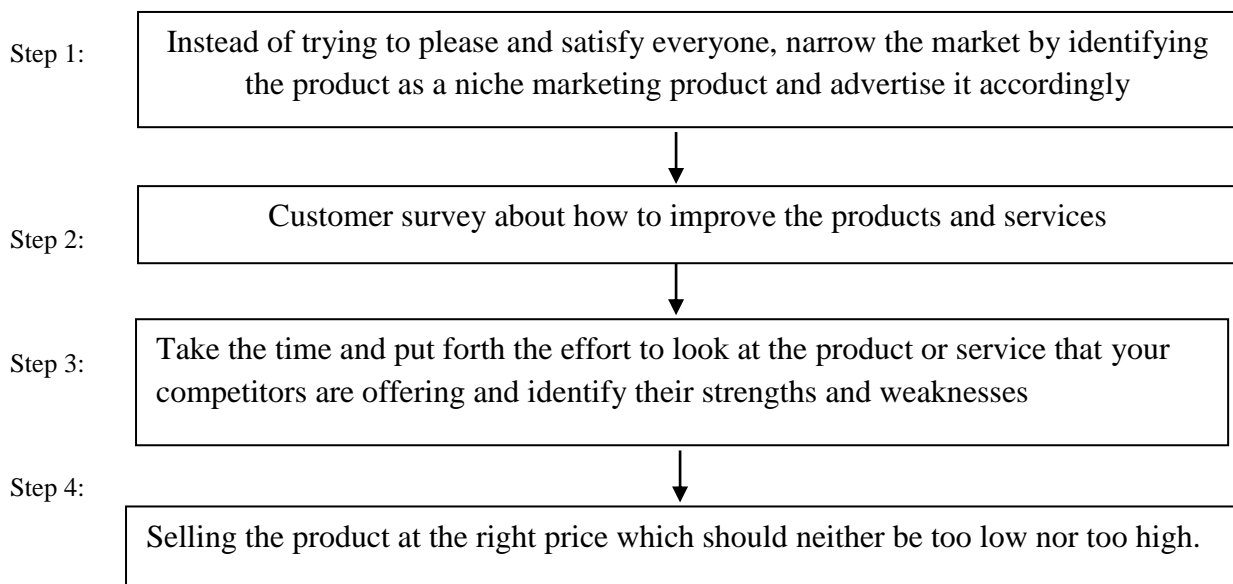 Step 1:
Instead of trying to please and satisfy everyone, narrow the market by identifying
the product as a niche marketing product and advertise it accordingly
Step 2:
Customer survey about how to improve the products and services
Step 3:
Take the time and put forth the effort to look at the product or service that your
competitors are offering and identify their strengths and weaknesses
Step 4:
Selling the product at the right price which should neither be too low nor too high.